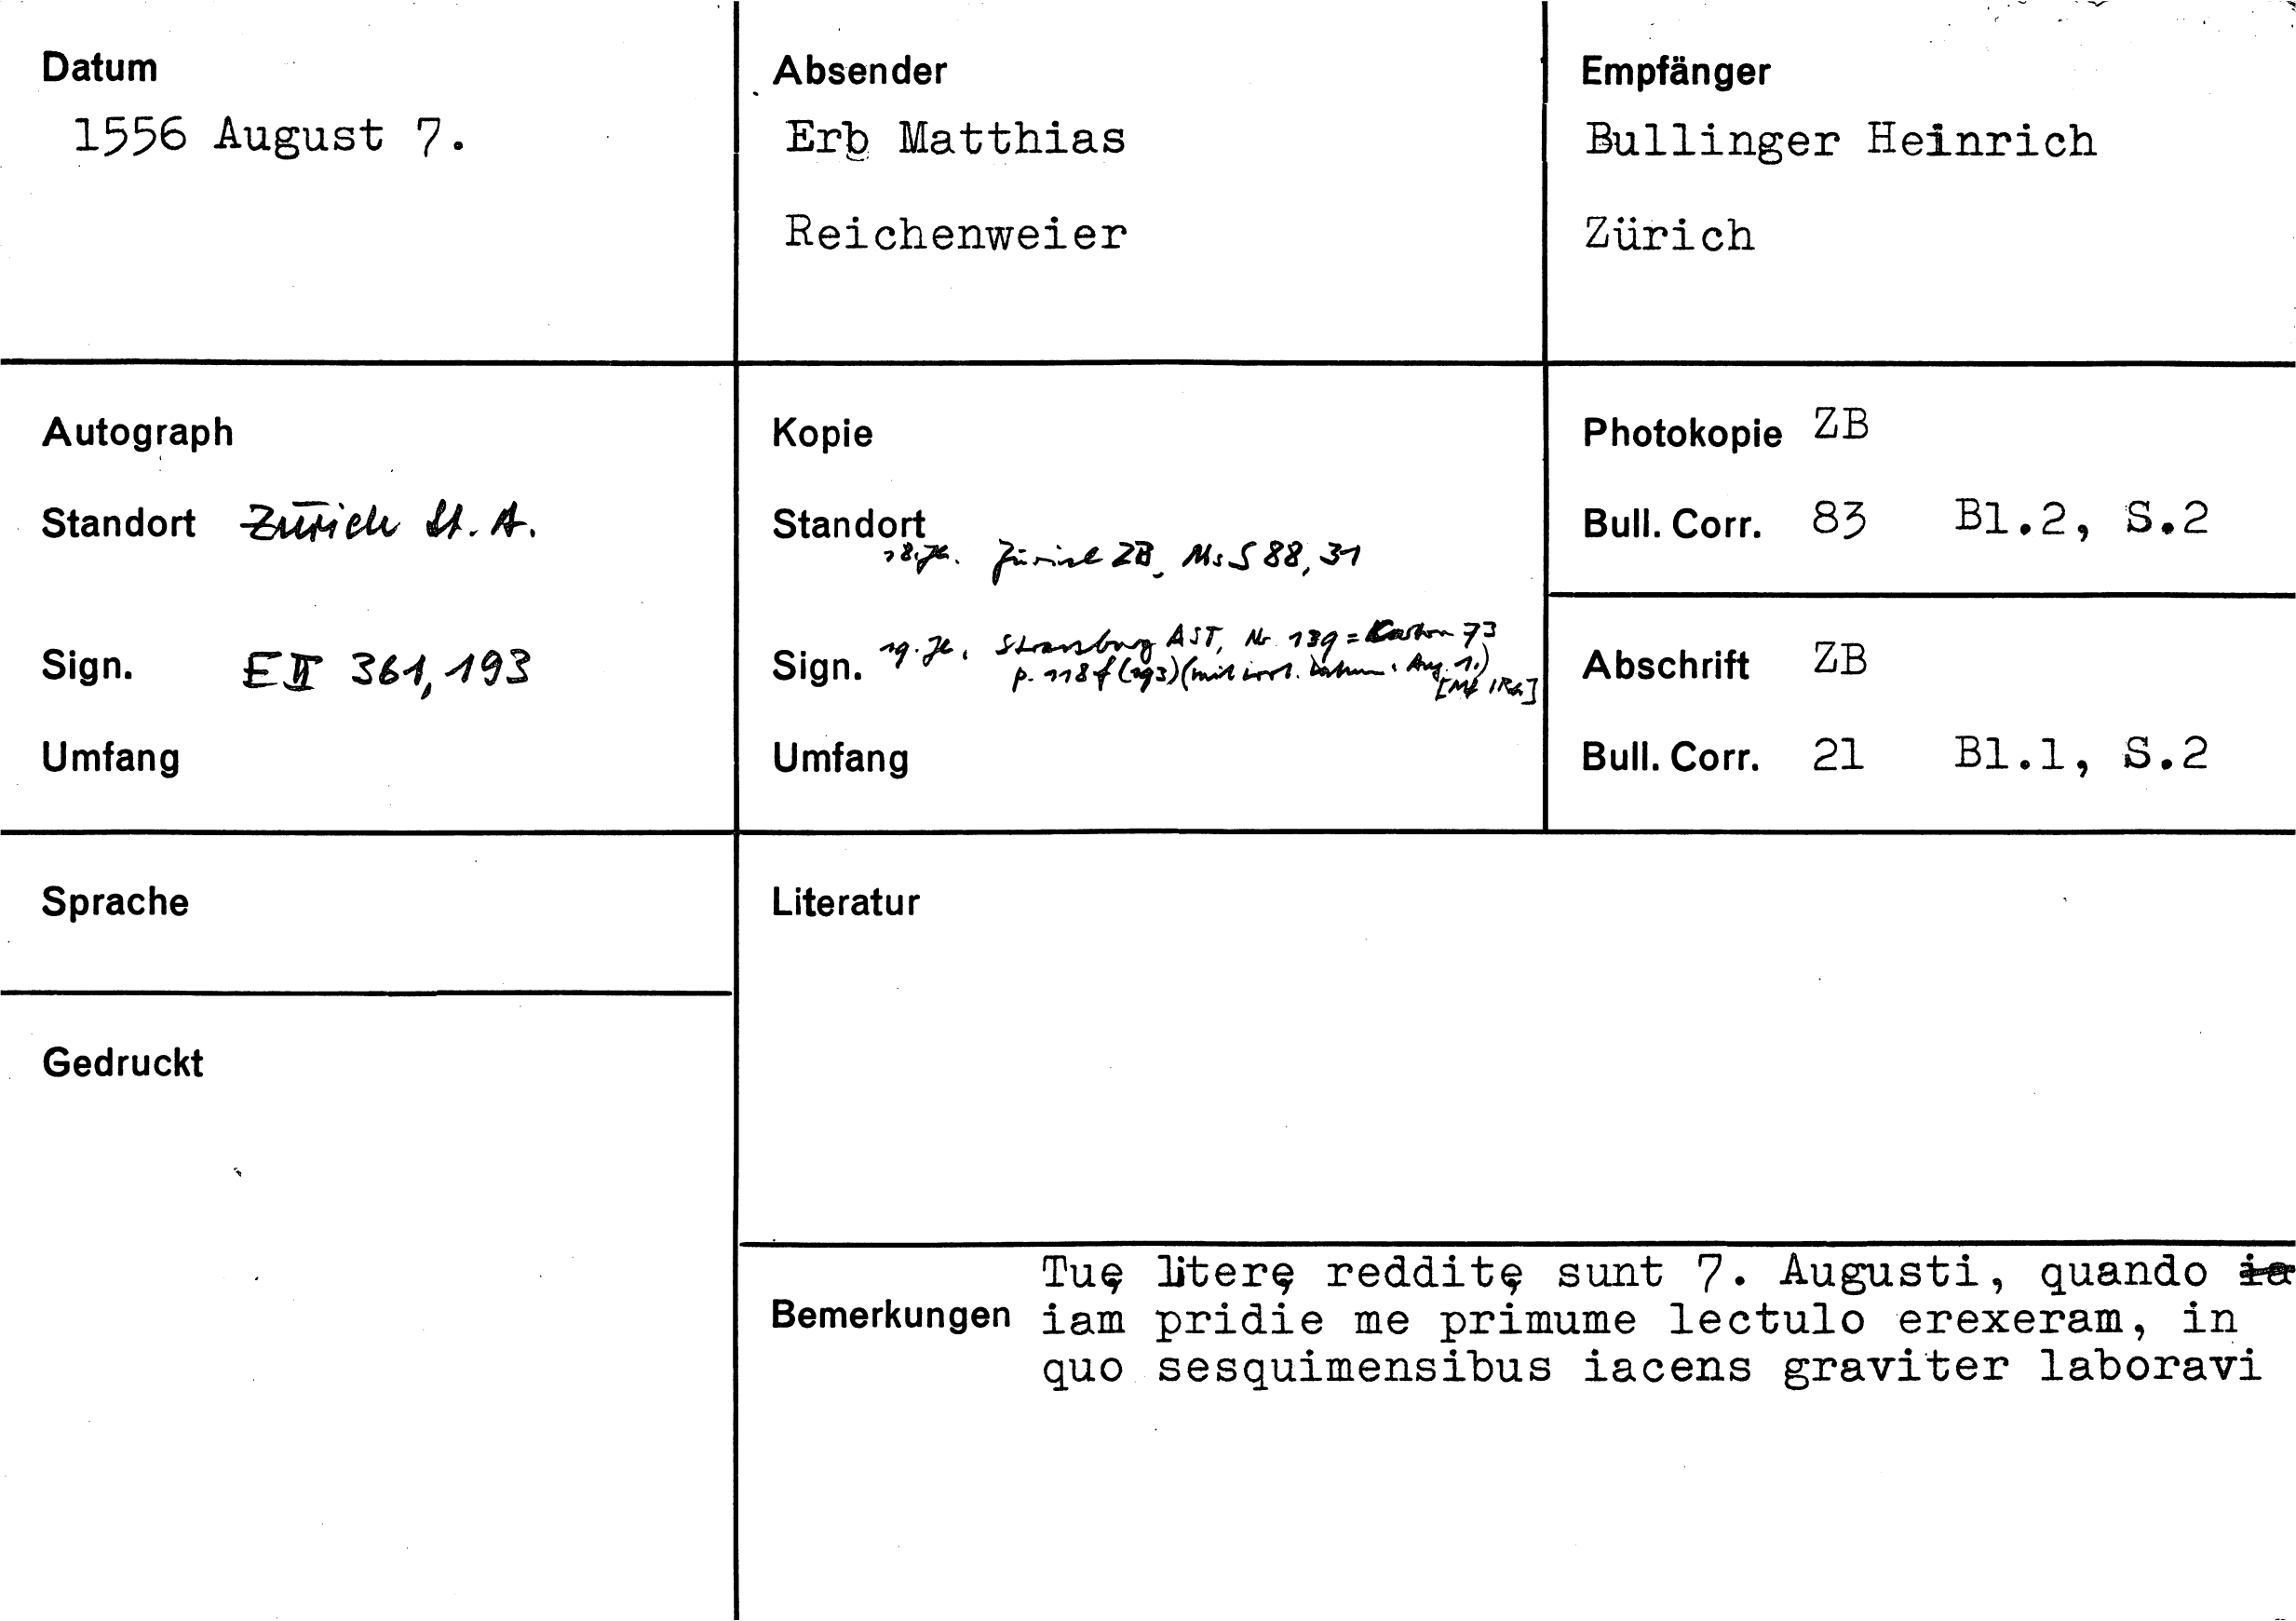 Datum
1556 August 7.
Absender
Erb Matthias
Reichenweier
Empfänger
Bullinger Heinrich
Zürich
Autograph
Standort Zürich St. A.
Sign. E II 361, 193
Umfang
Kopie
Standort
18. Jh. Zürich ZB, Ms S 88, 31
Sign. 19. Jh. Strassburg AST, Nr. 139 = Carton 73
p. 118 f (193) (mit irrt. Datum: Aug. 1.)
[Mf IRG]
Umfang
Photokopie ZB
Bull. Corr. 83 Bl.2, S.2
Abschrift ZB
Bull. Corr. 21 Bl.1, S.2
Sprache
Literatur
Gedruckt
Bemerkungen
Tuę literę redditę sunt 7. Augusti, quando ia
iam pridie me primume lectulo erexeram, in
quo sesquimensibus iacens graviter laboravi